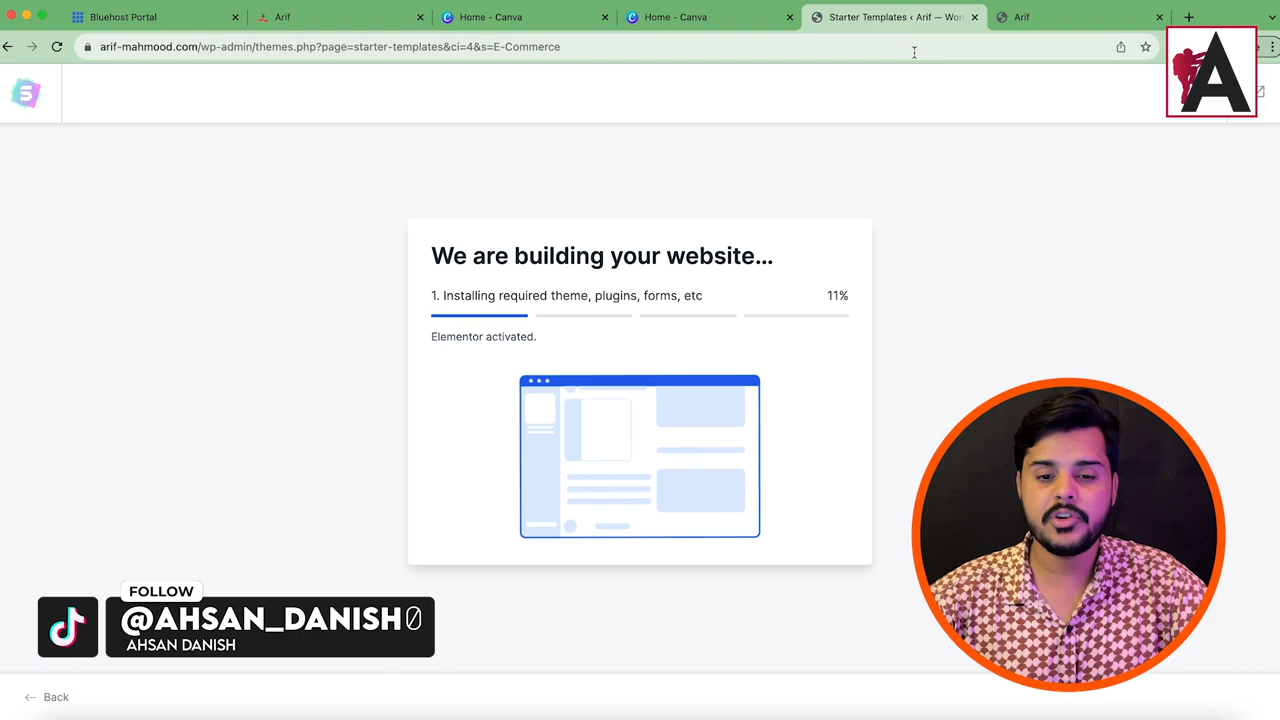 Bluehost Portal
Arif
Home - Canva
Home - Canva
Starter Templates ‹ Arif — Wor
Arif
arif-mahmood.com/wp-admin/themes.php?page=starter-templates&ci=4&s=E-Commerce
S
A
We are building your website...
1. Installing required theme, plugins, forms, etc
11%
Elementor activated.
FOLLOW
@AHSAN_DANISH0
AHSAN DANISH
Back